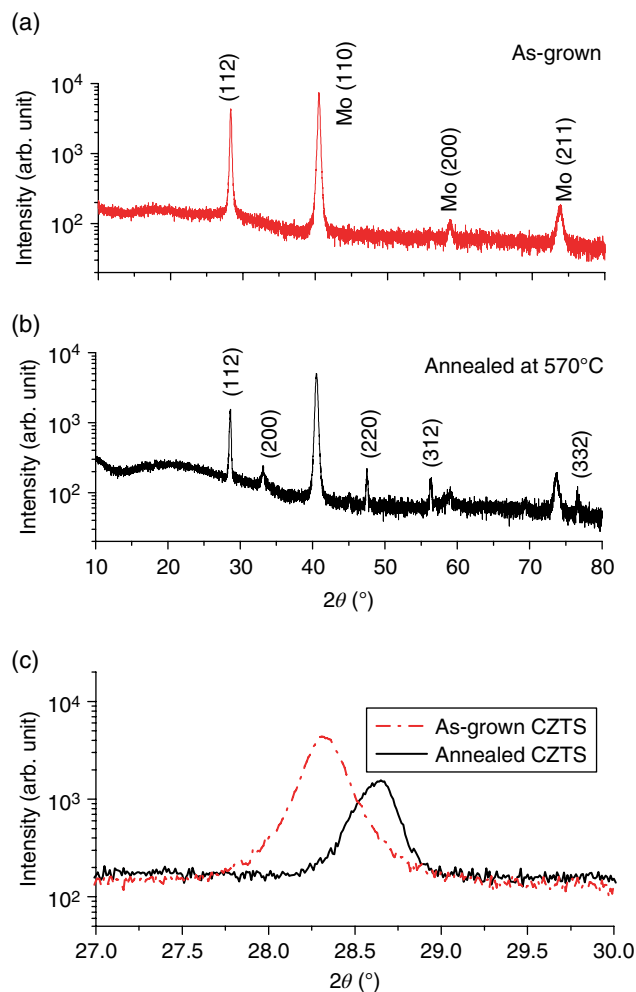 (a)
As-grown
(112)
Mo (110)
Mo (200)
Mo (211)
10⁴
10³
10²
Intensity (arb. unit)
(b)
Annealed at 570°C
(112)
(200)
(220)
(312)
(332)
10⁴
10³
10²
Intensity (arb. unit)
10 20 30 40 50 60 70 80
2θ (°)
(c)
As-grown CZTS
Annealed CZTS
10⁴
10³
10²
Intensity (arb. unit)
27.0 27.5 28.0 28.5 29.0 29.5 30.0
2θ (°)